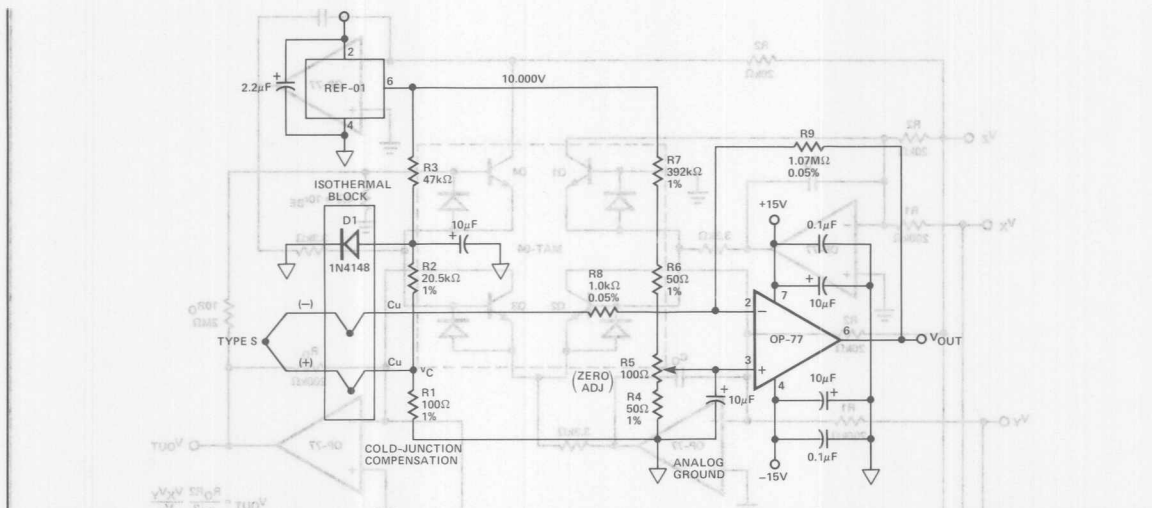 2
6
REF-01
2.2µF
+
4
10.000V
R3
47kΩ
R7
392kΩ
1%
R9
1.07MΩ
0.05%
ISOTHERMAL
BLOCK
D1
1N4148
10µF
+
+15V
0.1µF
+
10µF
7
R2
20.5kΩ
1%
R8
1.0kΩ
0.05%
R6
50Ω
1%
(−)
Cu
2
−
OP-77
6
VOUT
TYPE S
(+)
Cu
vC
R5
100Ω
(ZERO
ADJ)
3
+
4
R1
100Ω
1%
R4
50Ω
1%
+
10µF
10µF
+
0.1µF
−15V
COLD-JUNCTION
COMPENSATION
ANALOG
GROUND